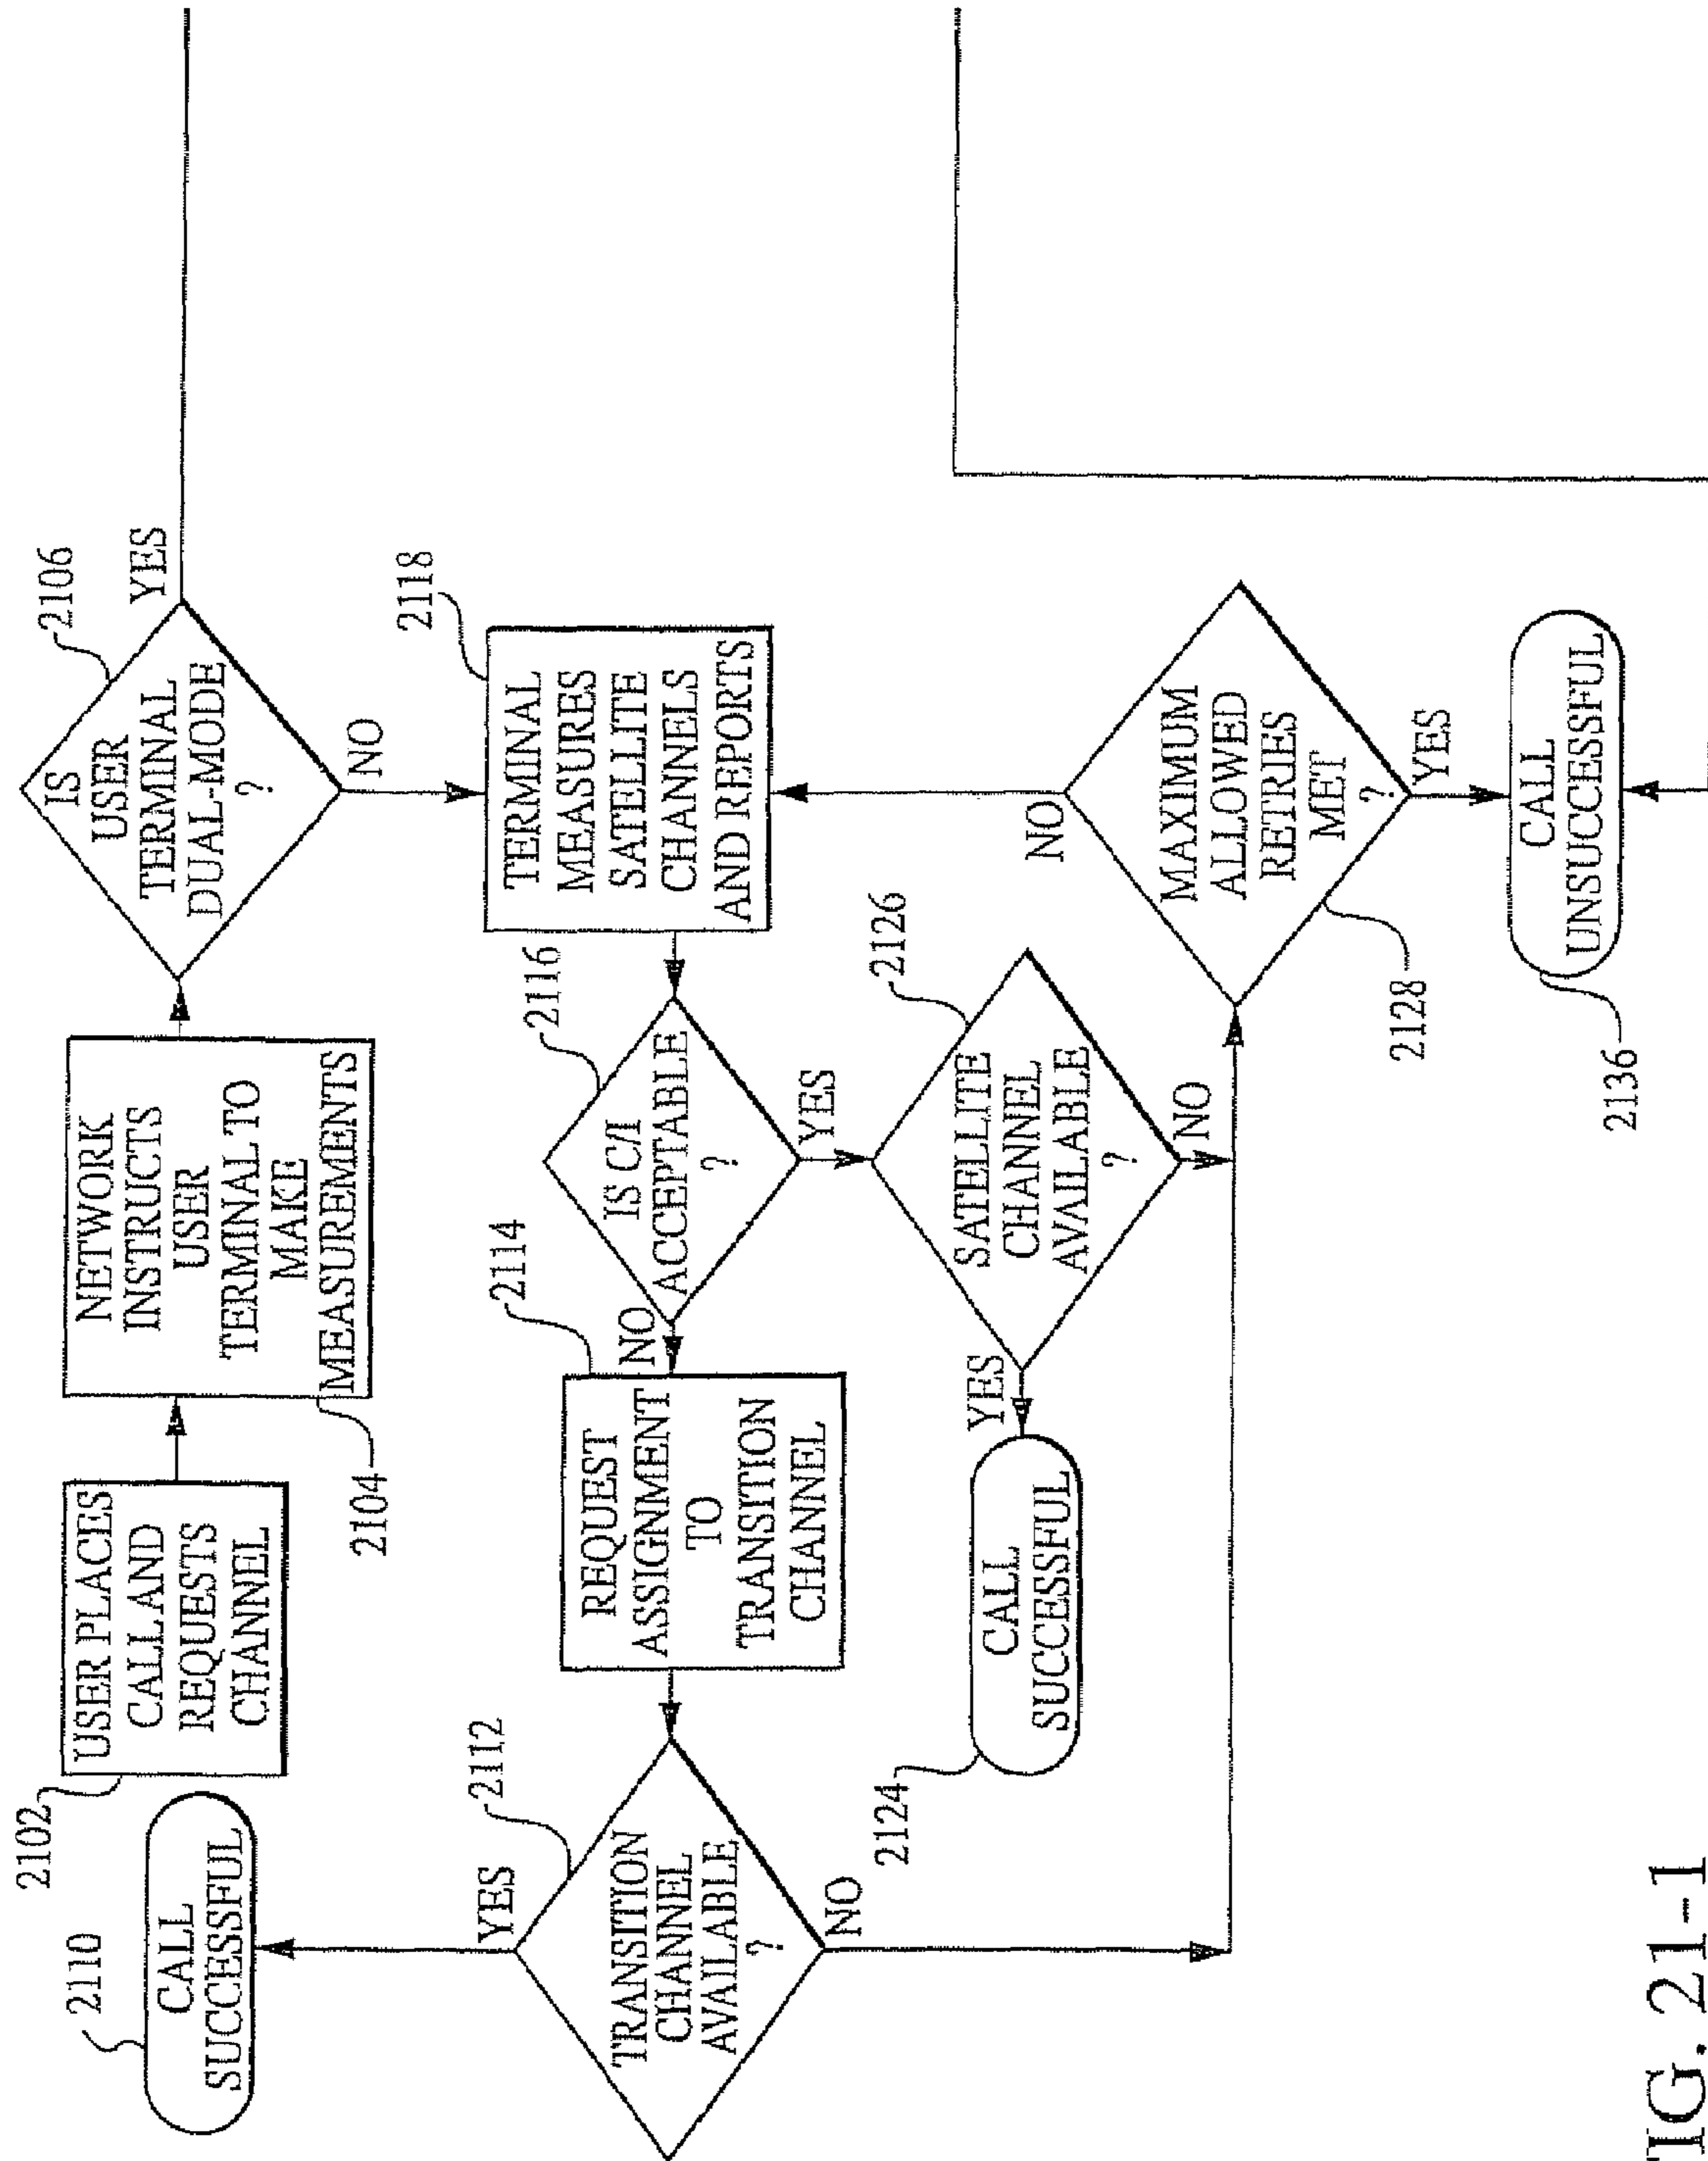 2110
CALL
SUCCESSFUL
2102
USER PLACES
CALL AND
REQUESTS
CHANNEL
2104
NETWORK
INSTRUCTS
USER
TERMINAL TO
MAKE
MEASUREMENTS
2106
IS
USER
TERMINAL
DUAL-MODE
?
YES
NO
2118
TERMINAL
MEASURES
SATELLITE
CHANNELS
AND REPORTS
2116
IS C/I
ACCEPTABLE
?
NO
YES
2114
REQUEST
ASSIGNMENT
TO
TRANSITION
CHANNEL
2112
TRANSITION
CHANNEL
AVAILABLE
?
YES
NO
2126
SATELLITE
CHANNEL
AVAILABLE
?
YES
NO
2124
CALL
SUCCESSFUL
2128
MAXIMUM
ALLOWED
RETRIES
MET
?
NO
YES
2136
CALL
UNSUCCESSFUL
IG. 21-1